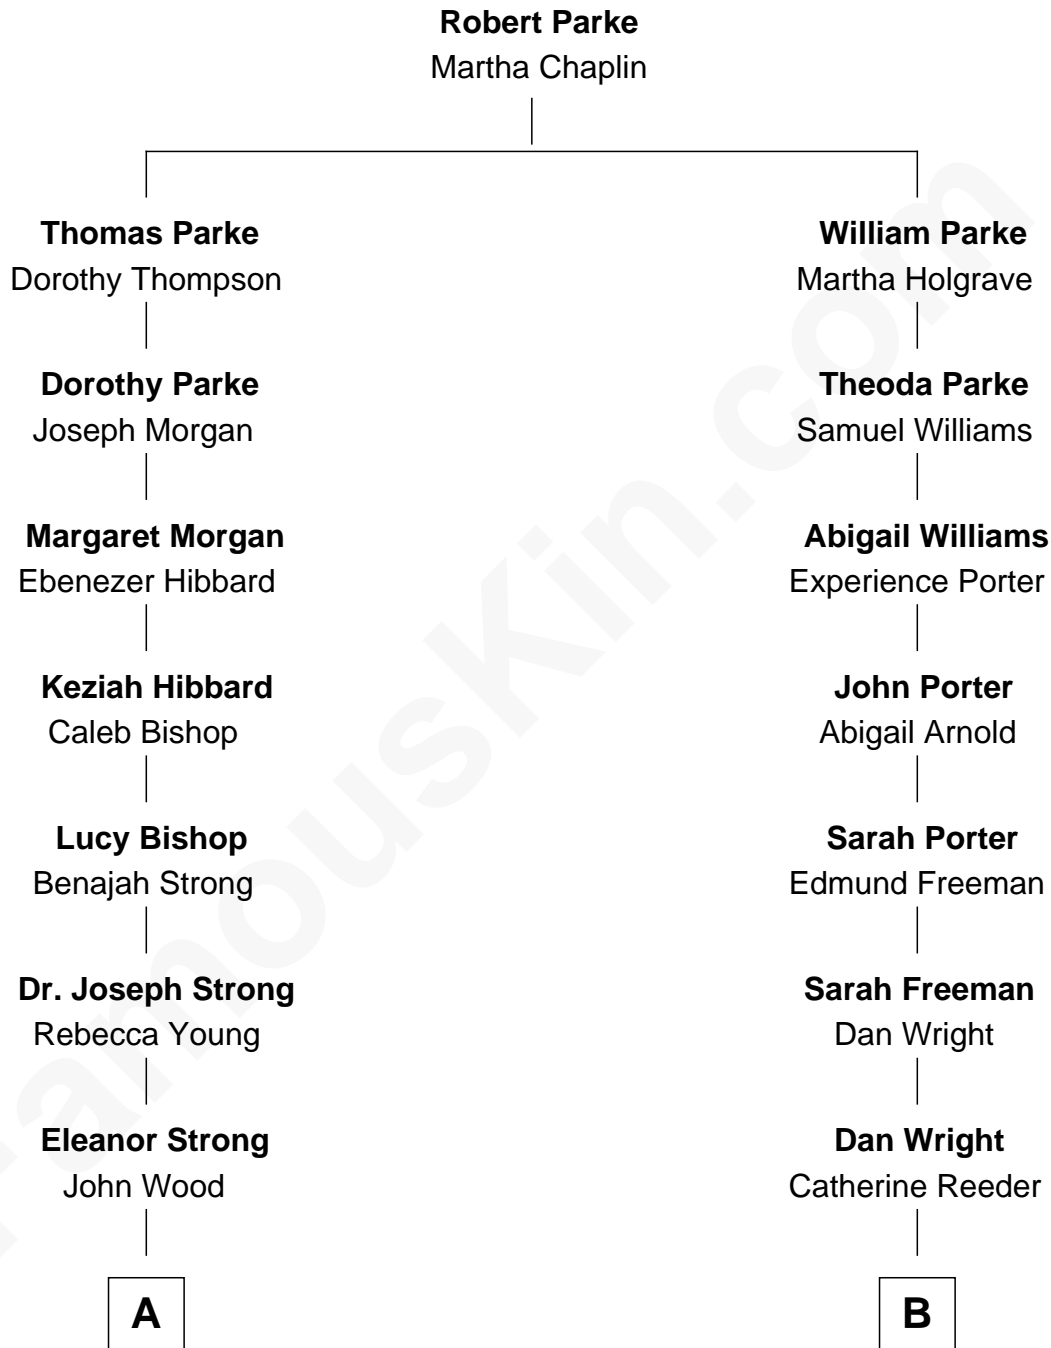 Robert Parke
Martha Chaplin
Thomas Parke
Dorothy Thompson
William Parke
Martha Holgrave
Dorothy Parke
Joseph Morgan
Theoda Parke
Samuel Williams
Margaret Morgan
Ebenezer Hibbard
Abigail Williams
Experience Porter
Keziah Hibbard
Caleb Bishop
John Porter
Abigail Arnold
Lucy Bishop
Benajah Strong
Sarah Porter
Edmund Freeman
Dr. Joseph Strong
Rebecca Young
Sarah Freeman
Dan Wright
Eleanor Strong
John Wood
Dan Wright
Catherine Reeder
A
B
FamousKin.com